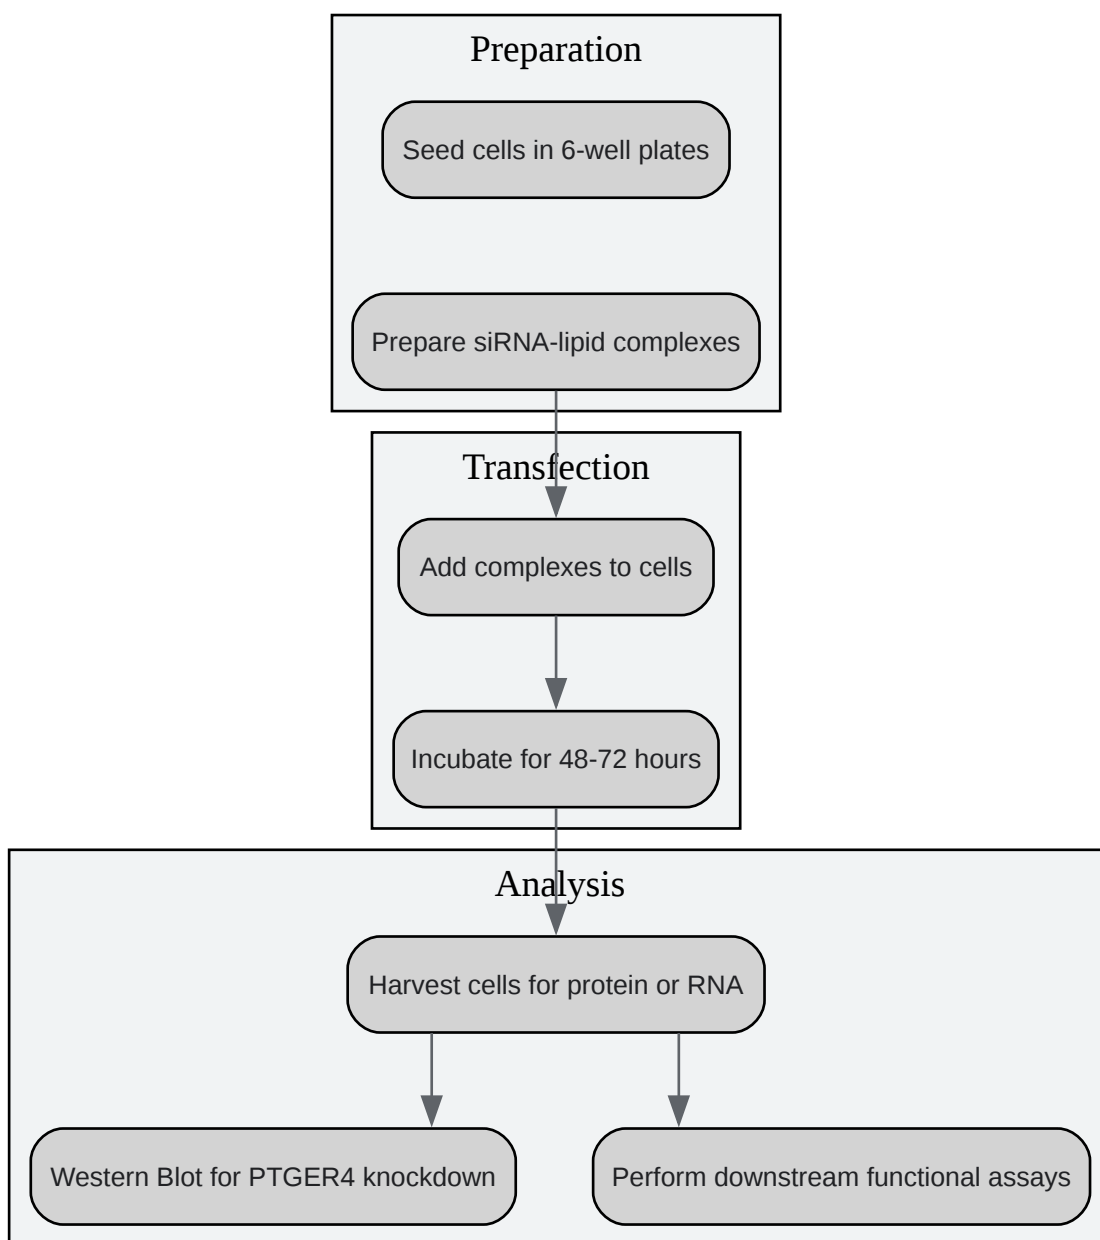 Preparation
Seed cells in 6-well plates
Prepare siRNA-lipid complexes
Transfection
Add complexes to cells
Incubate for 48-72 hours
Analysis
Harvest cells for protein or RNA
Western Blot for PTGER4 knockdown
Perform downstream functional assays